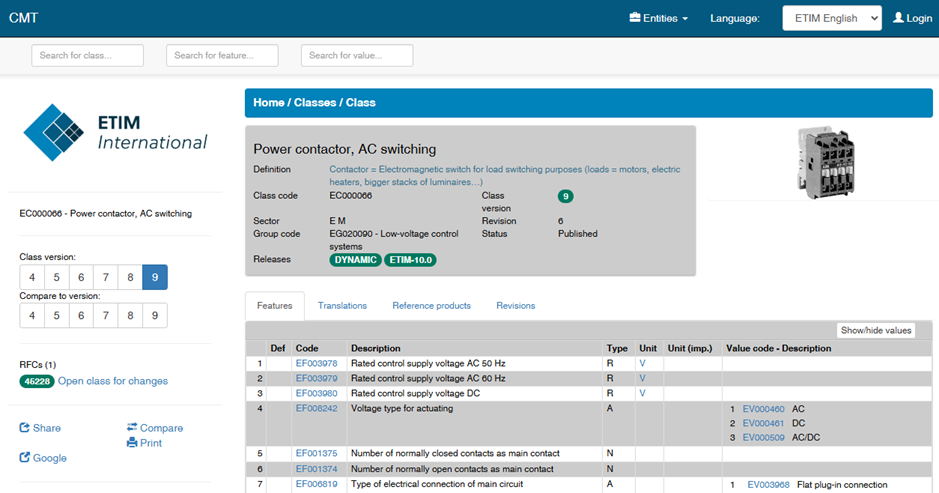 CMT
Entities
Language:
ETIM English
Login
Search for class...
Search for feature...
Search for value...
ETIM
International
EC000066 - Power contactor, AC switching
Class version:
4 5 6 7 8 9
Compare to version:
4 5 6 7 8 9
RFCs (1)
45228 Open class for changes
Share
Compare
Print
Google
Home / Classes / Class
Power contactor, AC switching
Definition Contactor = Electromagnetic switch for load switching purposes (loads = motors, electric
heaters, bigger stacks of luminaires...)
Class code EC000066 Class 9
version
Sector E M Revision 6
Group code EG020090 - Low-voltage control Status Published
systems
Releases DYNAMIC ETIM-10.0
Features Translations Reference products Revisions
Show/hide values
Def Code Description Type Unit Unit (imp.) Value code - Description
1 EF003978 Rated control supply voltage AC 50 Hz R V
2 EF003979 Rated control supply voltage AC 60 Hz R V
3 EF003980 Rated control supply voltage DC R V
4 EF008242 Voltage type for actuating A 1 EV000460 AC
2 EV000461 DC
3 EV000509 AC/DC
5 EF001375 Number of normally closed contacts as main contact N
6 EF001374 Number of normally open contacts as main contact N
7 EF006819 Type of electrical connection of main circuit A 1 EV003968 Flat plug-in connection